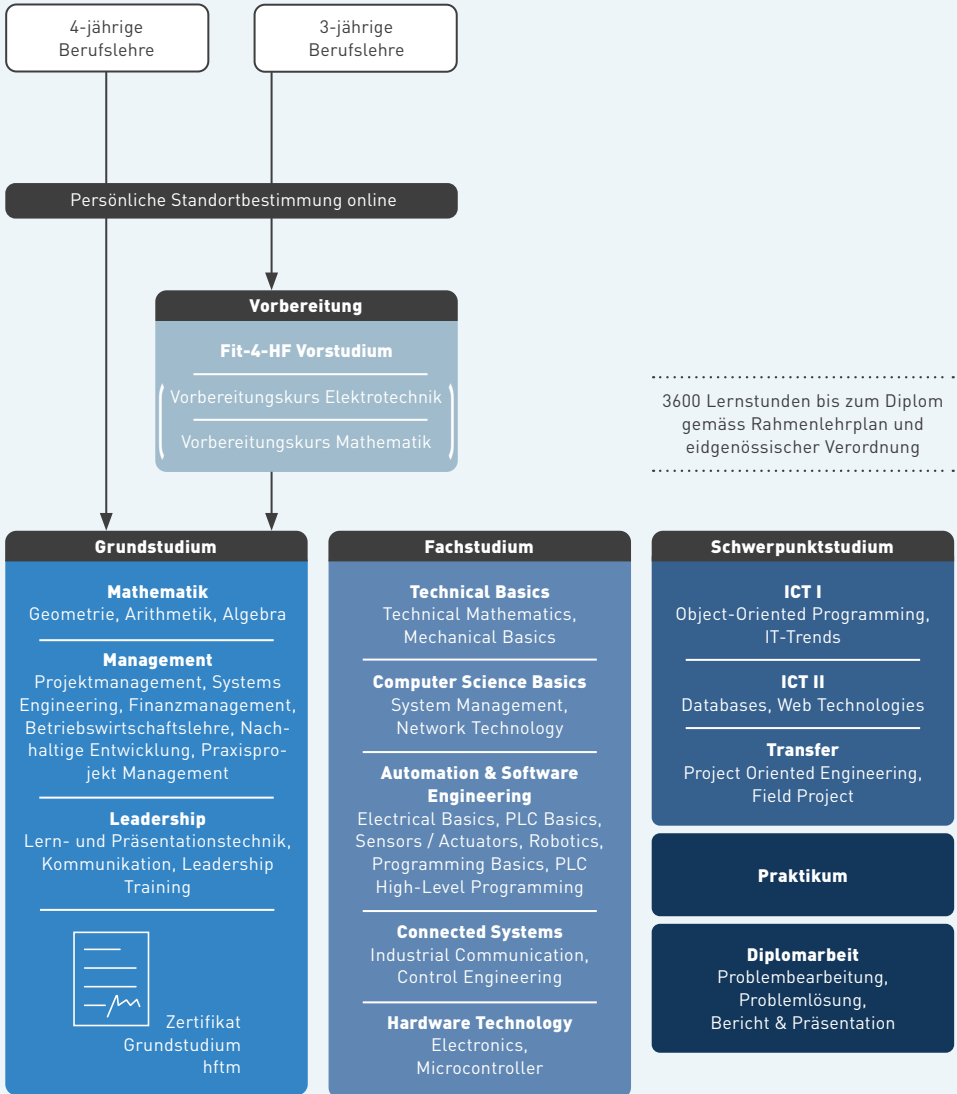 4-jährige
Berufslehre
3-jährige
Berufslehre
Persönliche Standortbestimmung online
Vorbereitung
Fit-4-HF Vorstudium
Vorbereitungskurs Elektrotechnik
Vorbereitungskurs Mathematik
3600 Lernstunden bis zum Diplom
gemäss Rahmenlehrplan und
eidgenössischer Verordnung
Grundstudium
Mathematik
Geometrie, Arithmetik, Algebra
Management
Projektmanagement, Systems
Engineering, Finanzmanagement,
Betriebswirtschaftslehre, Nach-
haltige Entwicklung, Praxispro-
jekt Management
Leadership
Lern- und Präsentationstechnik,
Kommunikation, Leadership
Training
Zertifikat
Grundstudium
hftm
Fachstudium
Technical Basics
Technical Mathematics,
Mechanical Basics
Computer Science Basics
System Management,
Network Technology
Automation & Software
Engineering
Electrical Basics, PLC Basics,
Sensors / Actuators, Robotics,
Programming Basics, PLC
High-Level Programming
Connected Systems
Industrial Communication,
Control Engineering
Hardware Technology
Electronics,
Microcontroller
Schwerpunktstudium
ICT I
Object-Oriented Programming,
IT-Trends
ICT II
Databases, Web Technologies
Transfer
Project Oriented Engineering,
Field Project
Praktikum
Diplomarbeit
Problembearbeitung,
Problemlösung,
Bericht & Präsentation